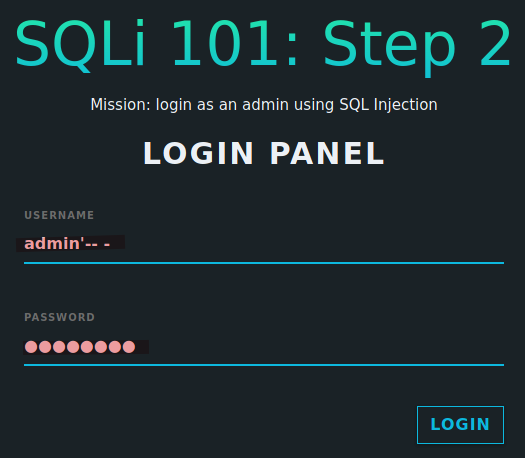 SQLi 101: Step 2
Mission: login as an admin using SQL Injection
LOGIN PANEL
USERNAME
admin'-- -
PASSWORD
●●●●●●●●
LOGIN